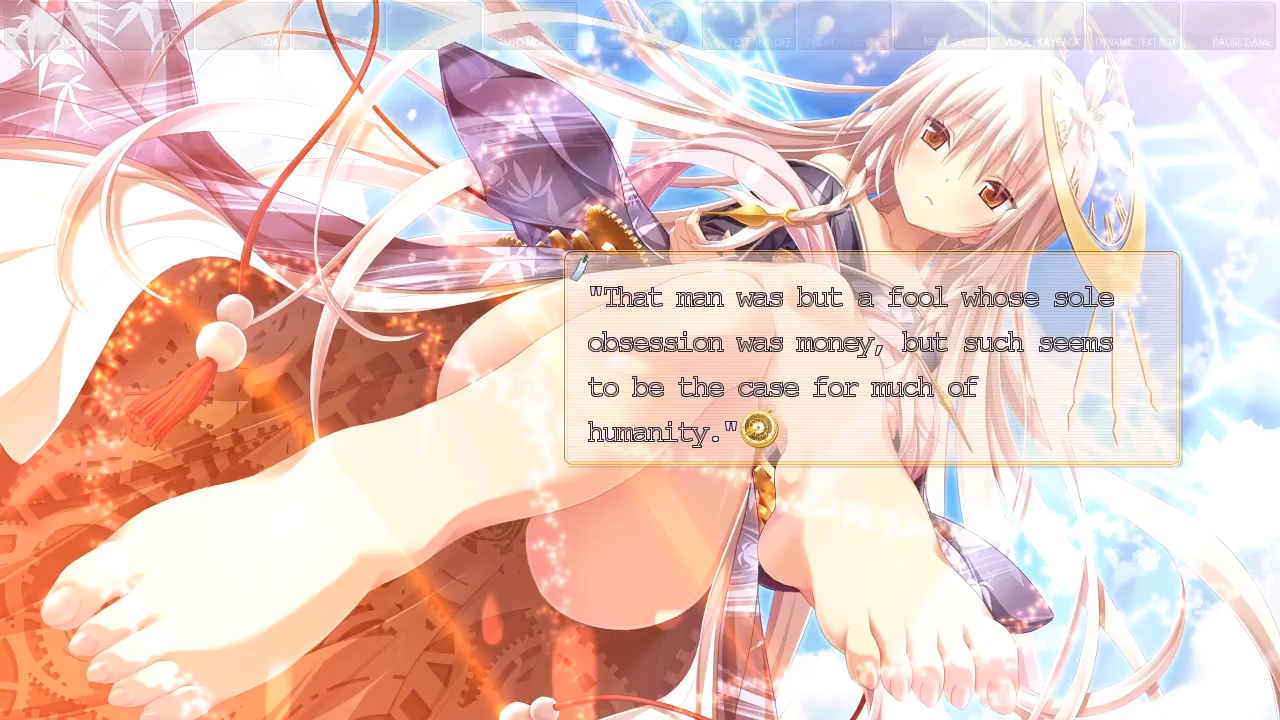 LOAD
AUTO MODE OFF
TEXT SKIP OFF
PREVIOUS CHOICE
NEXT CHOICE
VOICE PLAYBACK
DYNAMIC TEXT BOX
PAUSE GAME
"That man was but a fool whose sole
obsession was money, but such seems
to be the case for much of
humanity."